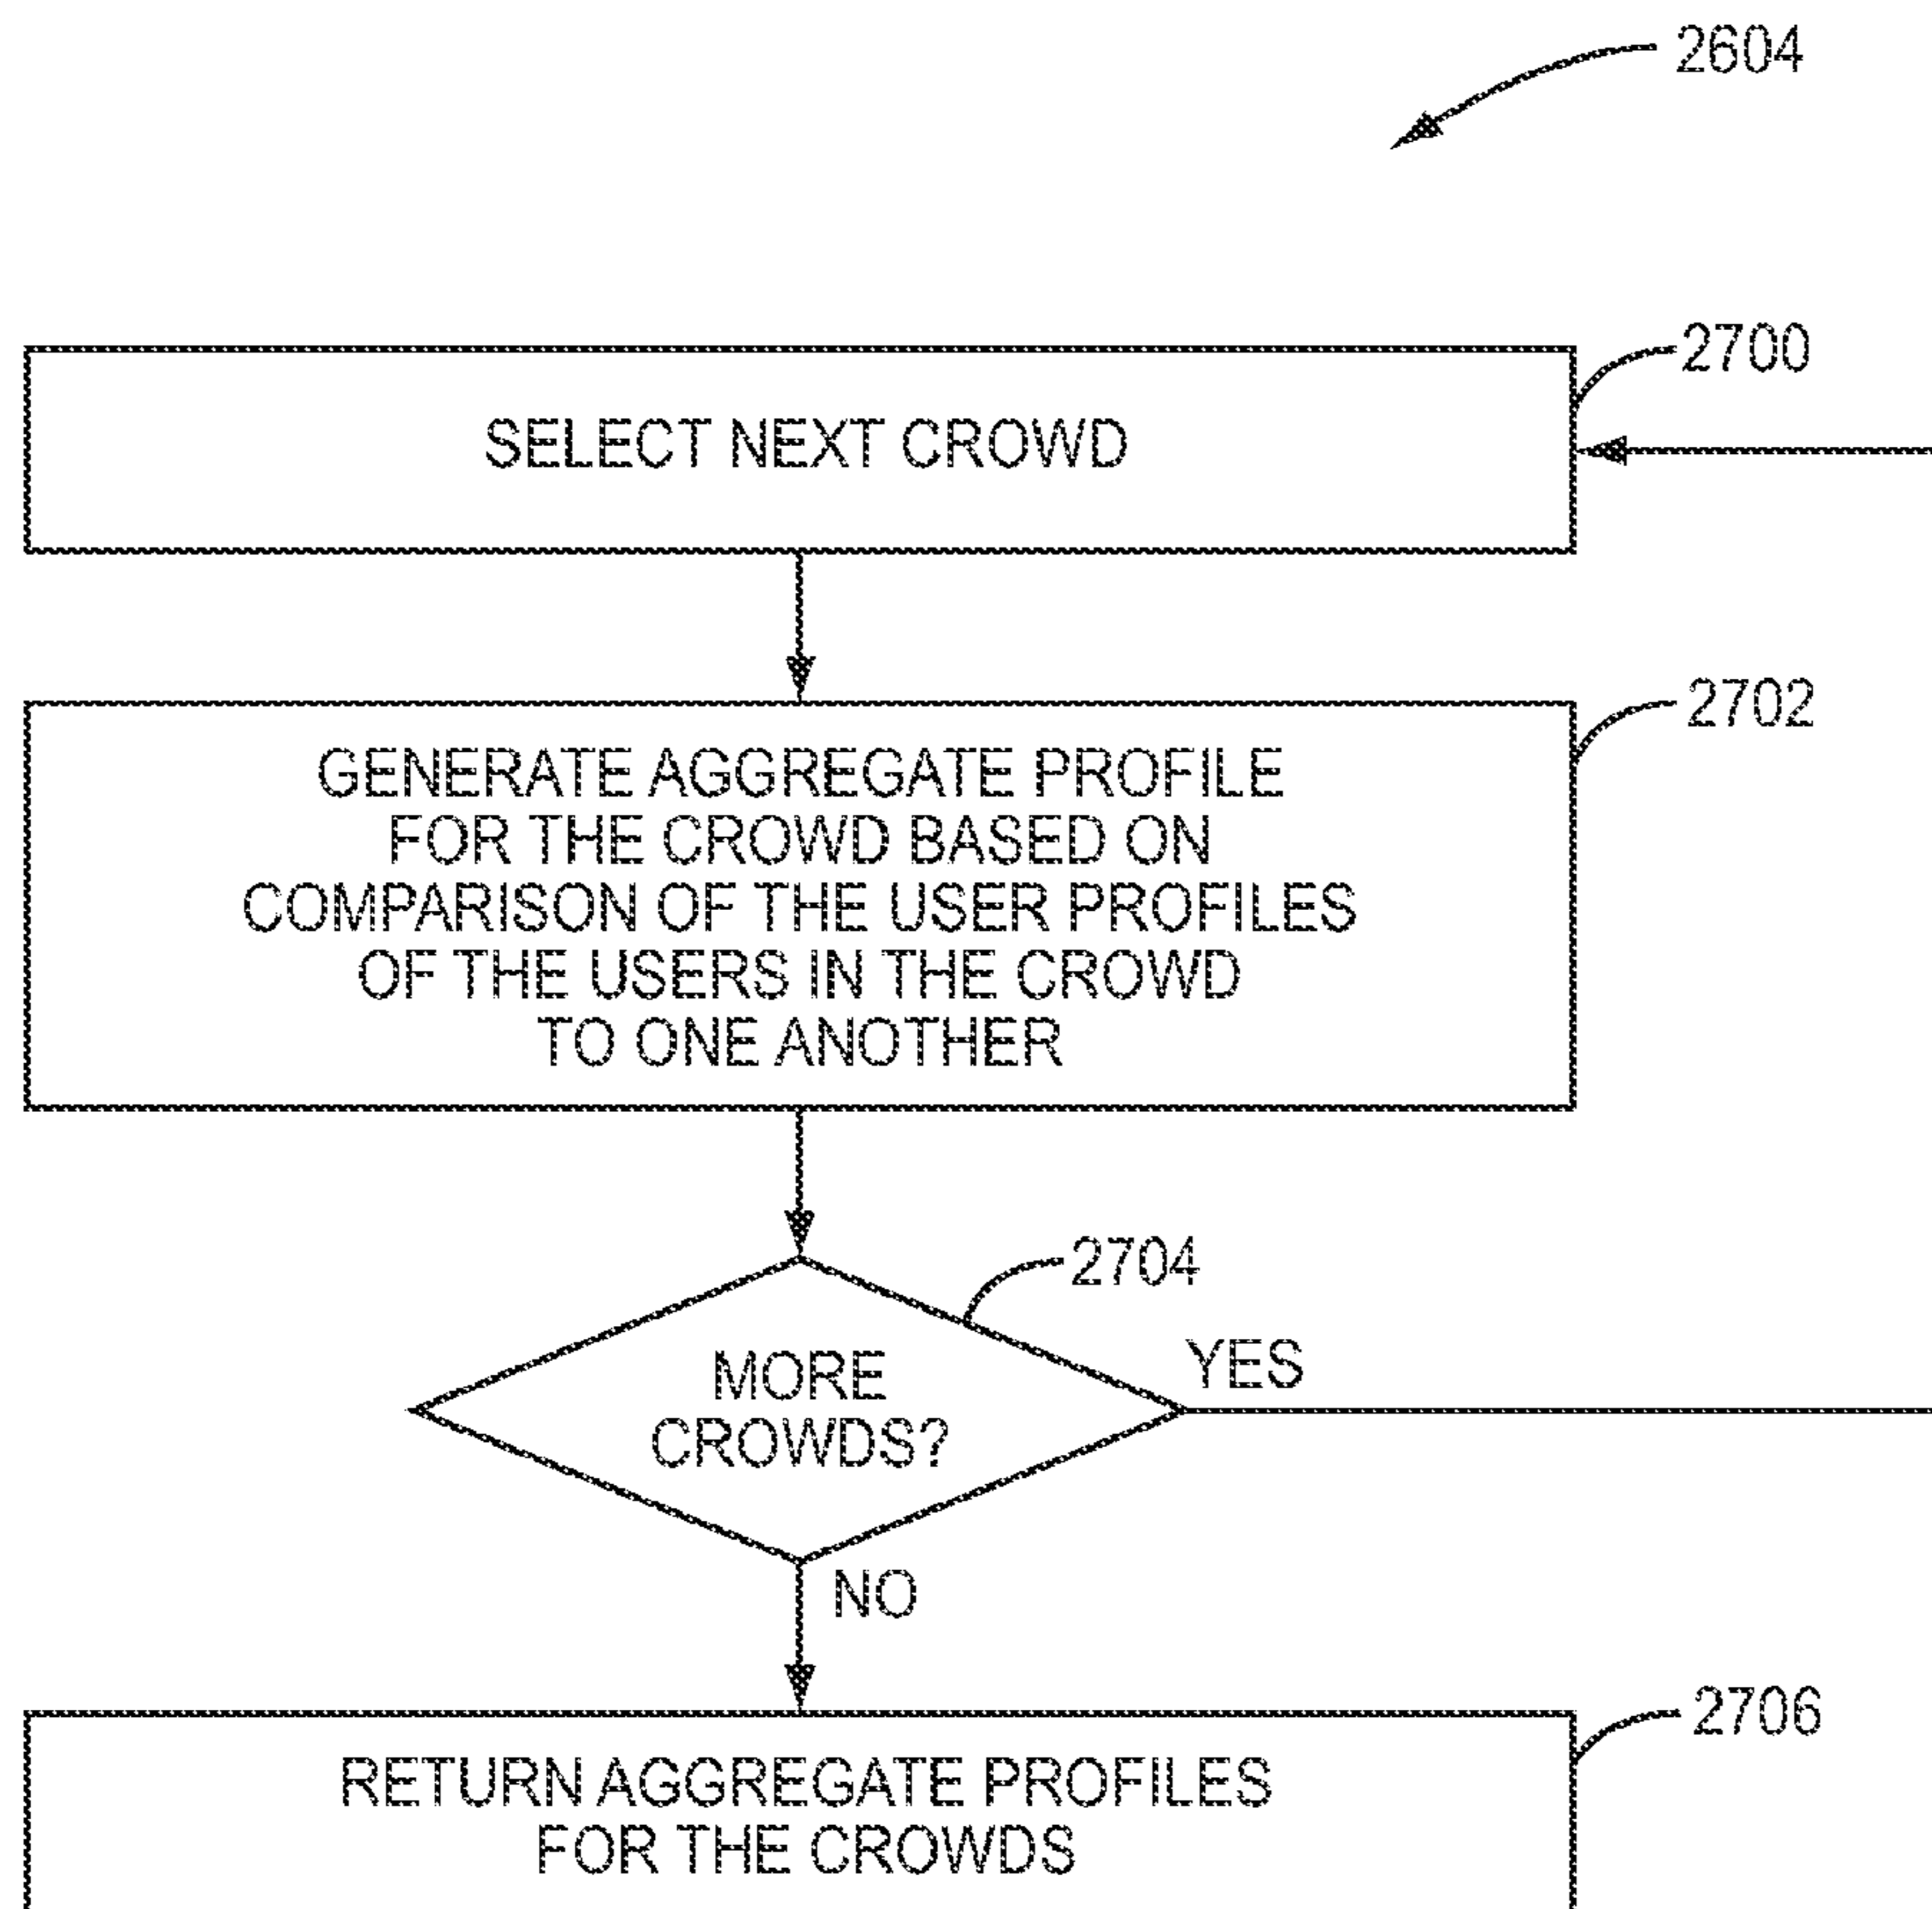 2604
2700
SELECT NEXT CROWD
2702
GENERATE AGGREGATE PROFILE
FOR THE CROWD BASED ON
COMPARISON OF THE USER PROFILES
OF THE USERS IN THE CROWD
TO ONE ANOTHER
2704
YES
MORE
CROWDS?
NO
2706
RETURN AGGREGATE PROFILES
FOR THE CROWDS